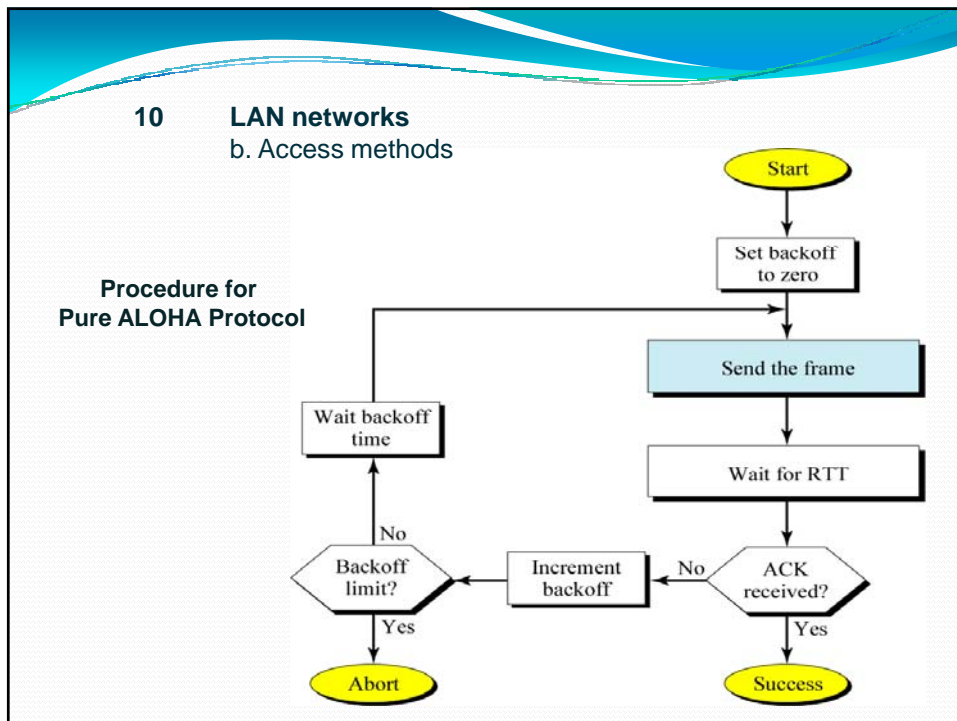 10 LAN networks
b. Access methods
Procedure for
Pure ALOHA Protocol
Start
Set backoff
to zero
Send the frame
Wait backoff
time
Wait for RTT
No
Backoff
limit?
Increment
backoff
No
ACK
received?
Yes
Yes
Abort
Success